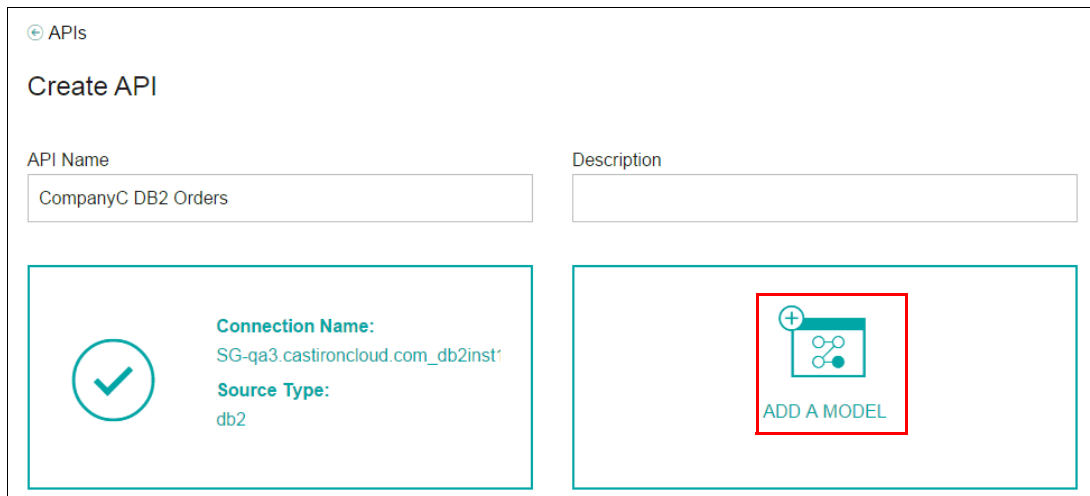 APIs
Create API
API Name
Description
CompanyC DB2 Orders
Connection Name:
SG-qa3.castironcloud.com_db2inst1
Source Type:
db2
ADD A MODEL